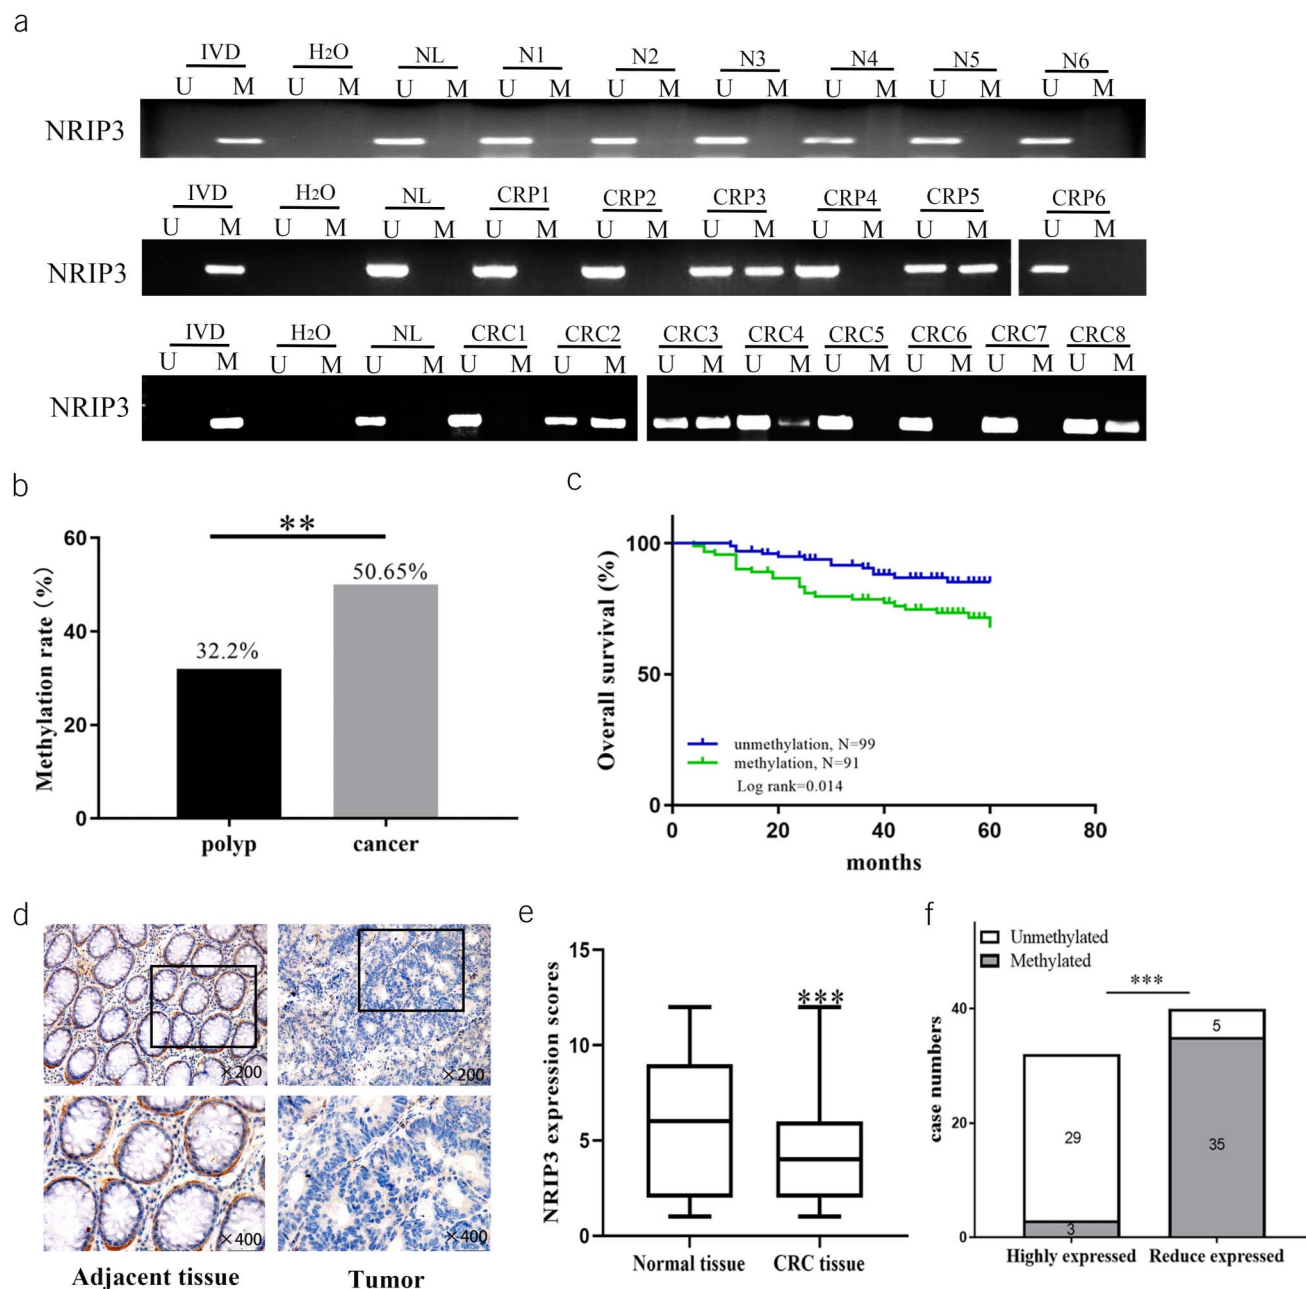 a
IVD H2O NL N1 N2 N3 N4 N5 N6
U M U M U M U M U M U M U M U M U M
NRIP3
IVD H2O NL CRP1 CRP2 CRP3 CRP4 CRP5 CRP6
U M U M U M U M U M U M U M U M U M
NRIP3
IVD H2O NL CRC1 CRC2 CRC3 CRC4 CRC5 CRC6 CRC7 CRC8
U M U M U M U M U M U M U M U M U M U M U M
NRIP3
b
Methylation rate (%)
60
40
20
0
**
32.2%
50.65%
polyp cancer
c
Overall survival (%)
100
50
0
unmethylation, N=99
methylation, N=91
Log rank=0.014
0 20 40 60 80
months
d
×200 ×200
×400 ×400
Adjacent tissue Tumor
e
NRIP3 expression scores
15
10
5
0
***
Normal tissue CRC tissue
f
Unmethylated
Methylated
***
case numbers
40
20
0
5
29
35
3
Highly expressed Reduce expressed